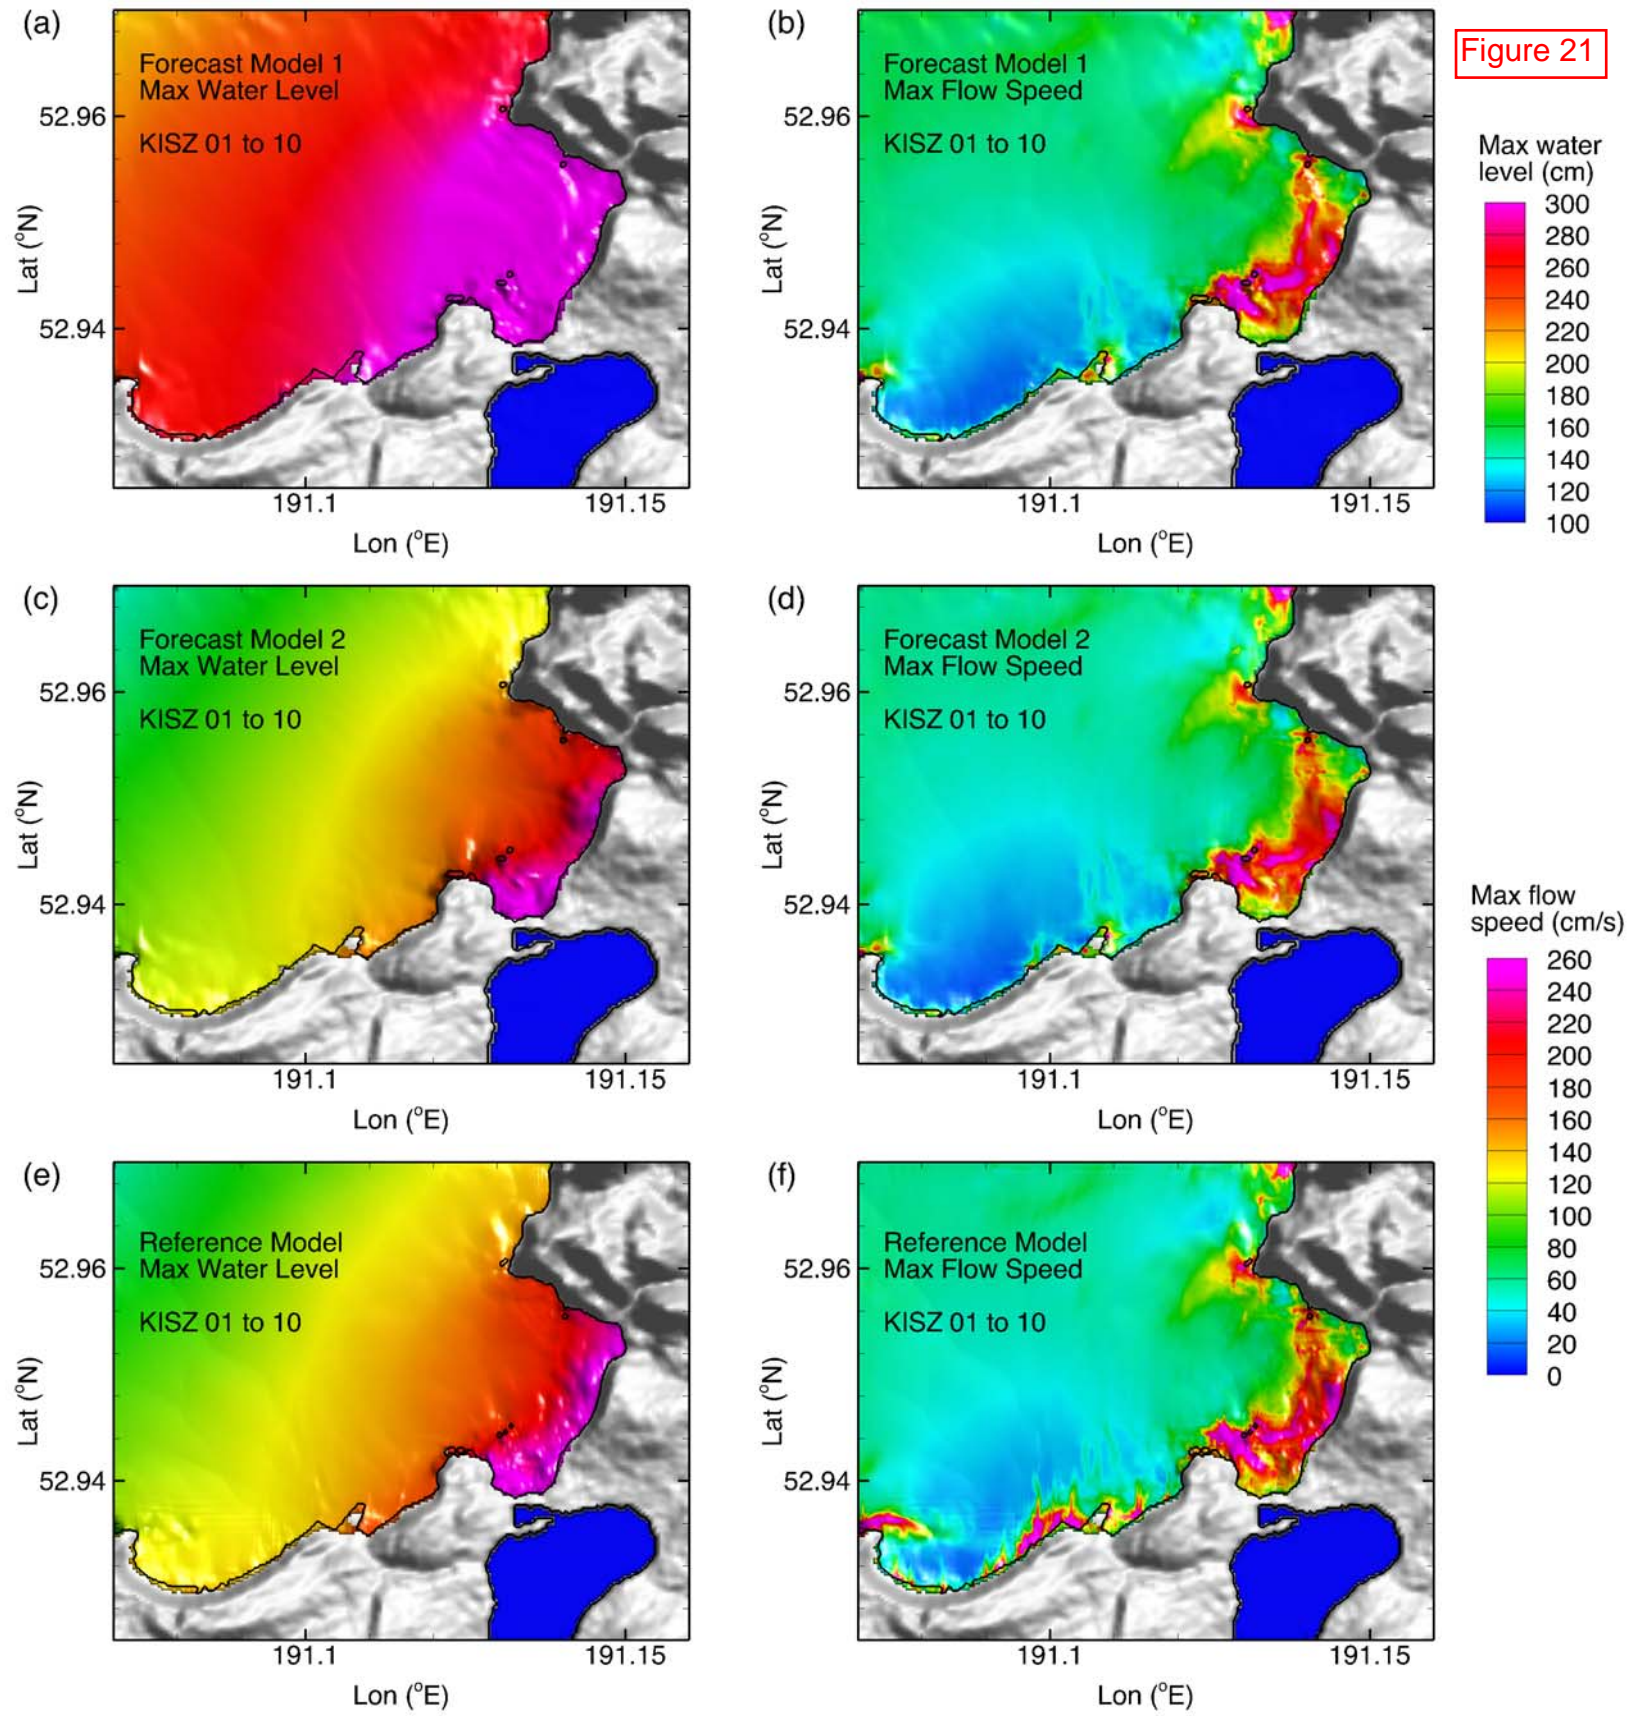 (a)
Forecast Model 1
Max Water Level
KISZ 01 to 10
52.96
52.94
Lat (°N)
191.1
191.15
Lon (°E)
(b)
Forecast Model 1
Max Flow Speed
KISZ 01 to 10
52.96
52.94
Lat (°N)
191.1
191.15
Lon (°E)
Figure 21
Max water
level (cm)
300
280
260
240
220
200
180
160
140
120
100
(c)
Forecast Model 2
Max Water Level
KISZ 01 to 10
52.96
52.94
Lat (°N)
191.1
191.15
Lon (°E)
(d)
Forecast Model 2
Max Flow Speed
KISZ 01 to 10
52.96
52.94
Lat (°N)
191.1
191.15
Lon (°E)
Max flow
speed (cm/s)
260
240
220
200
180
160
140
120
100
80
60
40
20
0
(e)
Reference Model
Max Water Level
KISZ 01 to 10
52.96
52.94
Lat (°N)
191.1
191.15
Lon (°E)
(f)
Reference Model
Max Flow Speed
KISZ 01 to 10
52.96
52.94
Lat (°N)
191.1
191.15
Lon (°E)